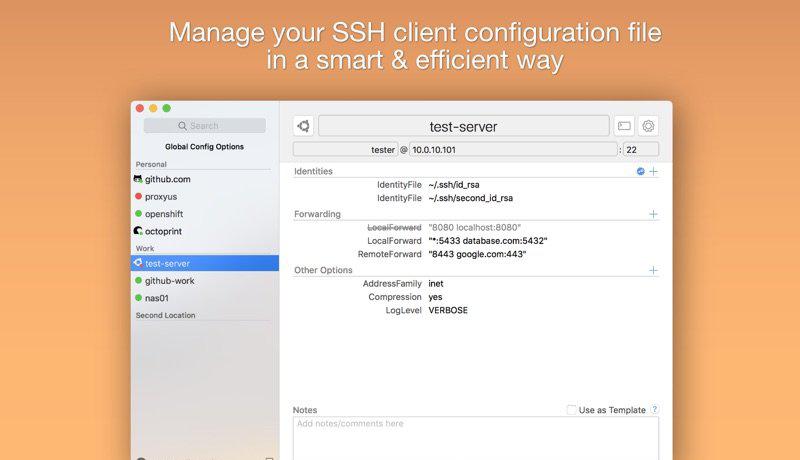 Manage your SSH client configuration file
in a smart & efficient way
Search
Global Config Options
Personal
github.com
proxyus
openshift
octoprint
Work
test-server
github-work
nas01
Second Location
test-server
tester @ 10.0.10.101 : 22
Identities
IdentityFile ~/.ssh/id_rsa
IdentityFile ~/.ssh/second_id_rsa
Forwarding
LocalForward "8080 localhost:8080"
LocalForward "*:5433 database.com:5432"
RemoteForward "8443 google.com:443"
Other Options
AddressFamily inet
Compression yes
LogLevel VERBOSE
Notes
Use as Template ?
Add notes/comments here